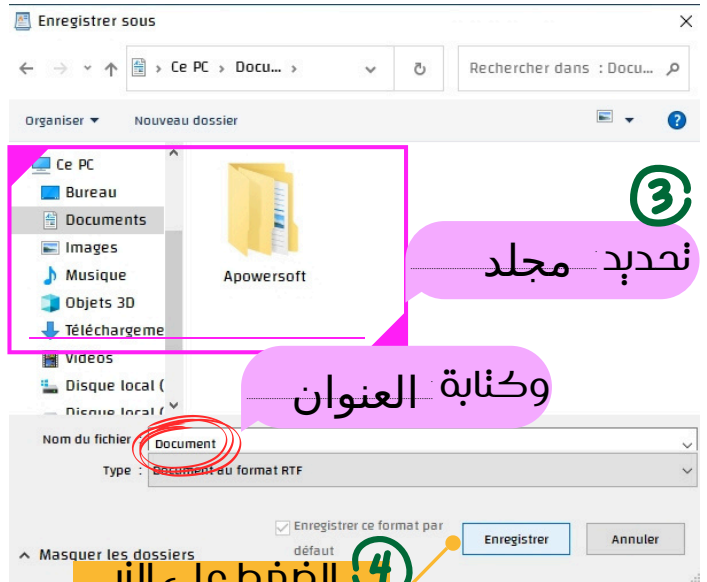 Enregistrer sous
Ce PC › Docu... ›
Rechercher dans : Docu...
Organiser
Nouveau dossier
Ce PC
Bureau
Documents
Images
Musique
Objets 3D
Téléchargeme
Vidéos
Disque local (
Disque local (
Apowersoft
3
تحديد مجلد
وكتابة العنوان
Nom du fichier : Document
Type : Document au format RTF
Enregistrer ce format par
défaut
Enregistrer
Annuler
Masquer les dossiers
4
الضغط على